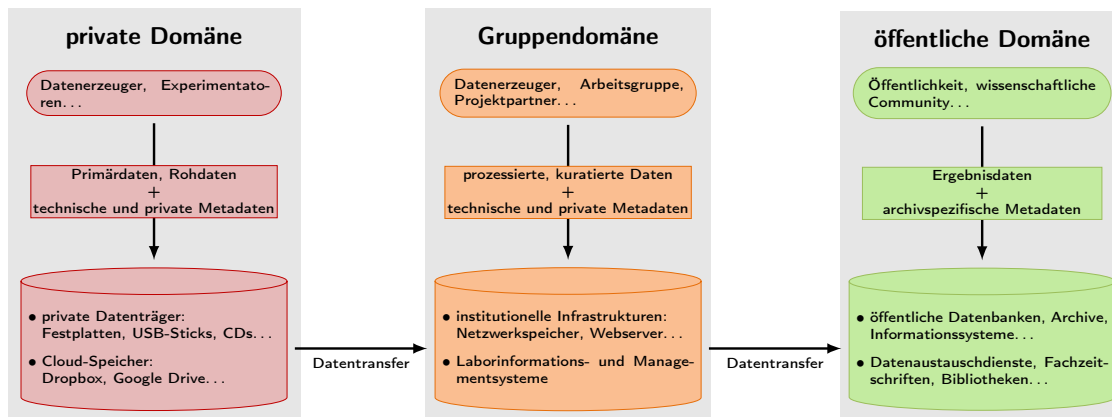 private Domäne
Datenerzeuger, Experimentato-
ren...
Primärdaten, Rohdaten
+
technische und private Metadaten
• private Datenträger:
Festplatten, USB-Sticks, CDs...
• Cloud-Speicher:
Dropbox, Google Drive...
Datentransfer
Gruppendomäne
Datenerzeuger, Arbeitsgruppe,
Projektpartner...
prozessierte, kuratierte Daten
+
technische und private Metadaten
• institutionelle Infrastrukturen:
Netzwerkspeicher, Webserver...
• Laborinformations- und Manage-
mentsysteme
Datentransfer
öffentliche Domäne
Öffentlichkeit, wissenschaftliche
Community...
Ergebnisdaten
+
archivspezifische Metadaten
• öffentliche Datenbanken, Archive,
Informationssysteme...
• Datenaustauschdienste, Fachzeit-
schriften, Bibliotheken...